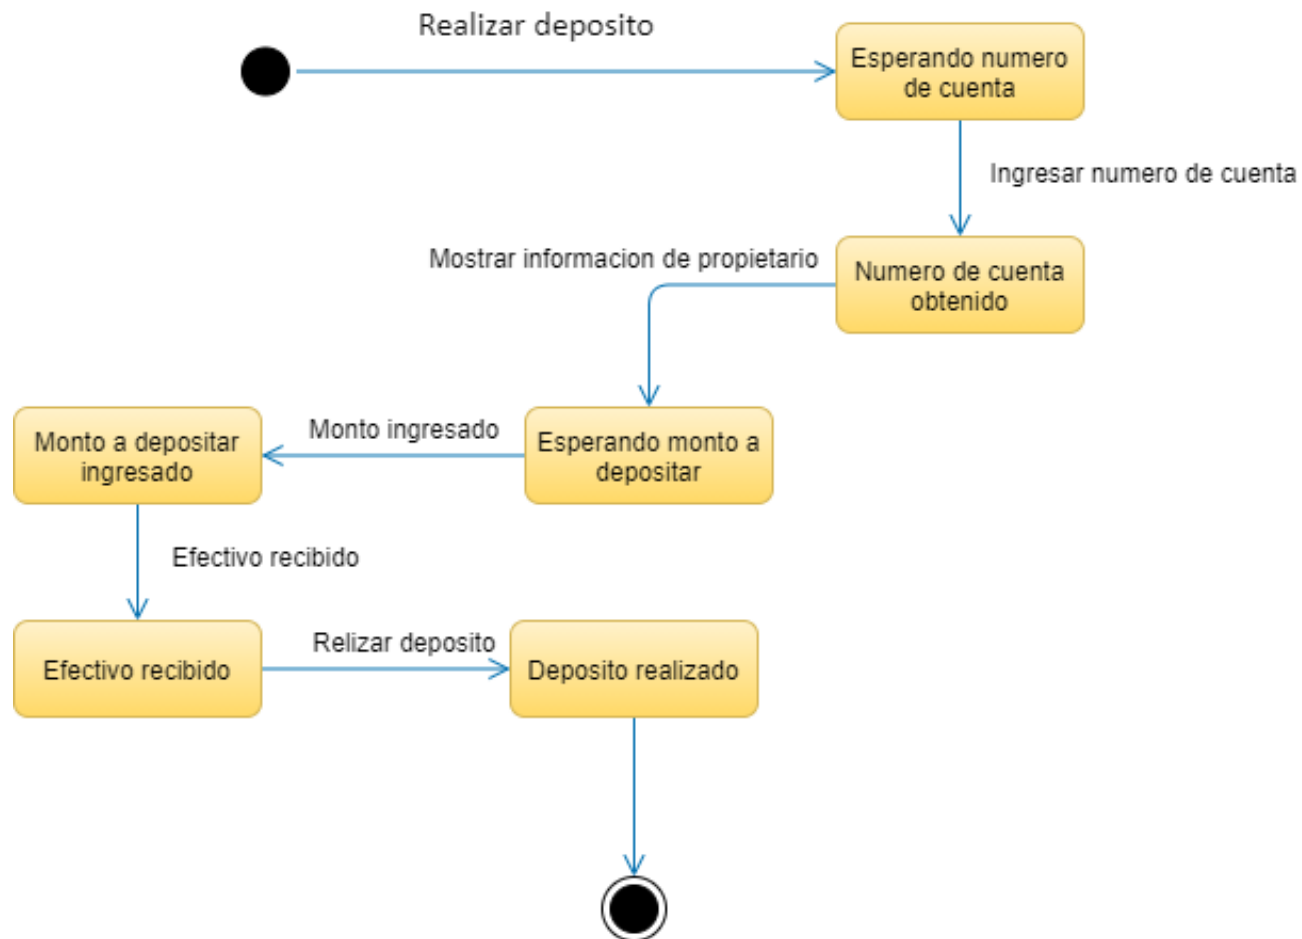 Realizar deposito
Esperando numero
de cuenta
Ingresar numero de cuenta
Mostrar informacion de propietario
Numero de cuenta
obtenido
Monto a depositar
ingresado
Monto ingresado
Esperando monto a
depositar
Efectivo recibido
Efectivo recibido
Relizar deposito
Deposito realizado